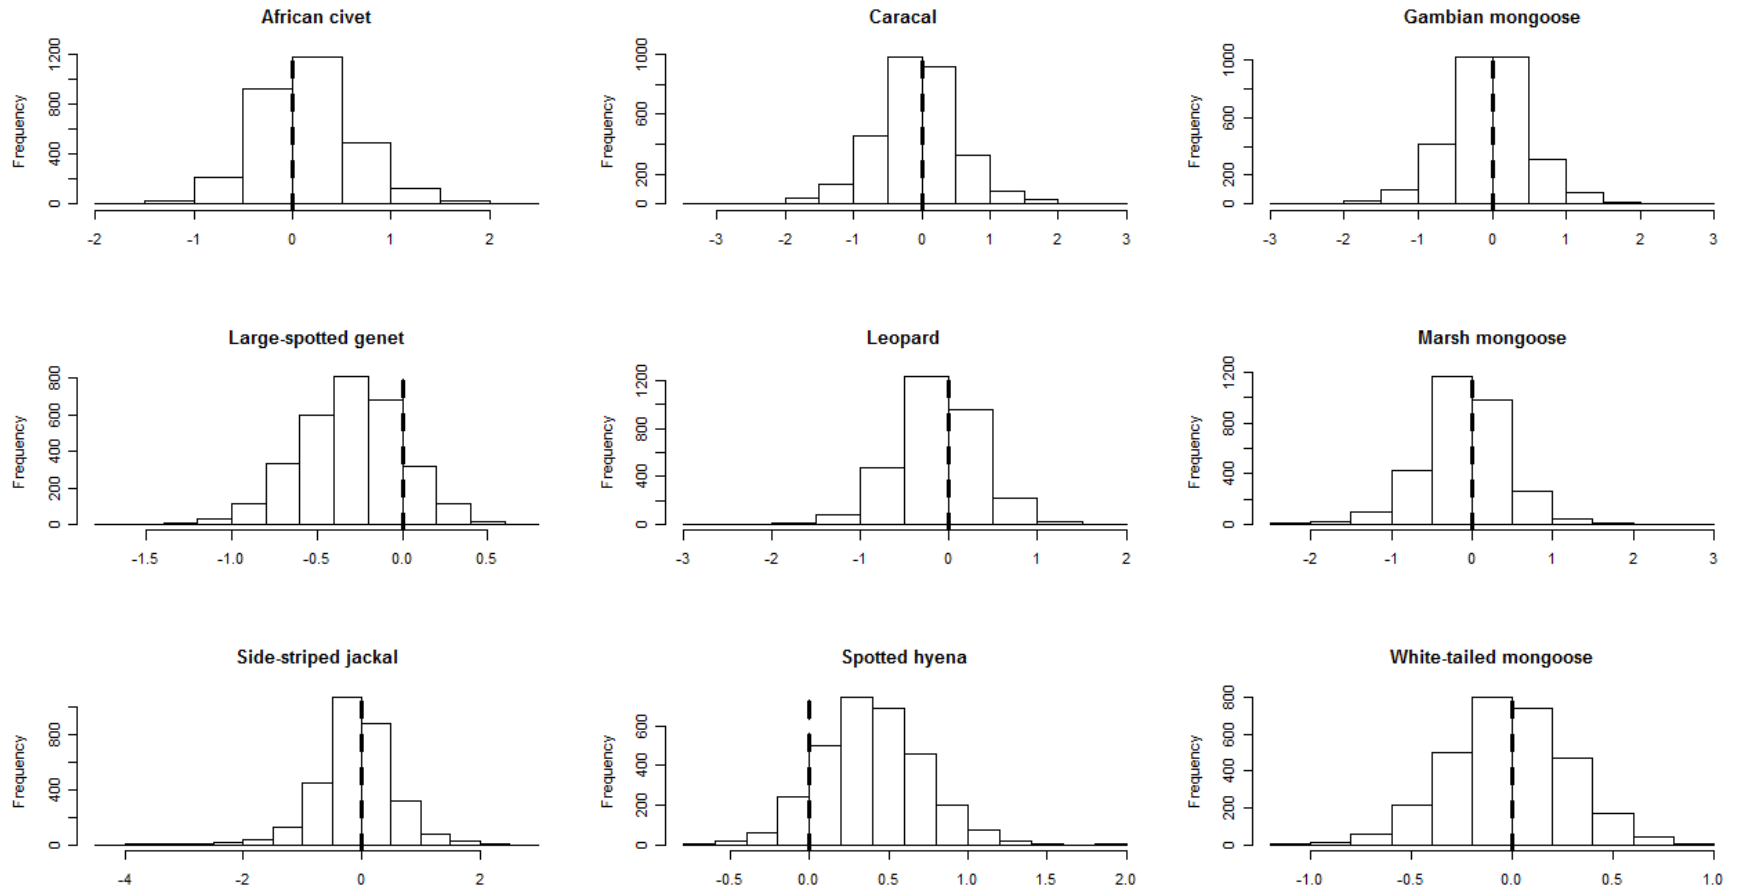 African civet
Frequency
0 400 800 1200
-2 -1 0 1 2
Caracal
Frequency
0 200 600 1000
-3 -2 -1 0 1 2 3
Gambian mongoose
Frequency
0 200 600 1000
-3 -2 -1 0 1 2 3
Large-spotted genet
Frequency
0 200 400 600 800
-1.5 -1.0 -0.5 0.0 0.5
Leopard
Frequency
0 400 800 1200
-3 -2 -1 0 1 2
Marsh mongoose
Frequency
0 400 800 1200
-2 -1 0 1 2 3
Side-striped jackal
Frequency
0 400 800
-4 -2 0 2
Spotted hyena
Frequency
0 200 400 600
-0.5 0.0 0.5 1.0 1.5 2.0
White-tailed mongoose
Frequency
0 200 400 600 800
-1.0 -0.5 0.0 0.5 1.0